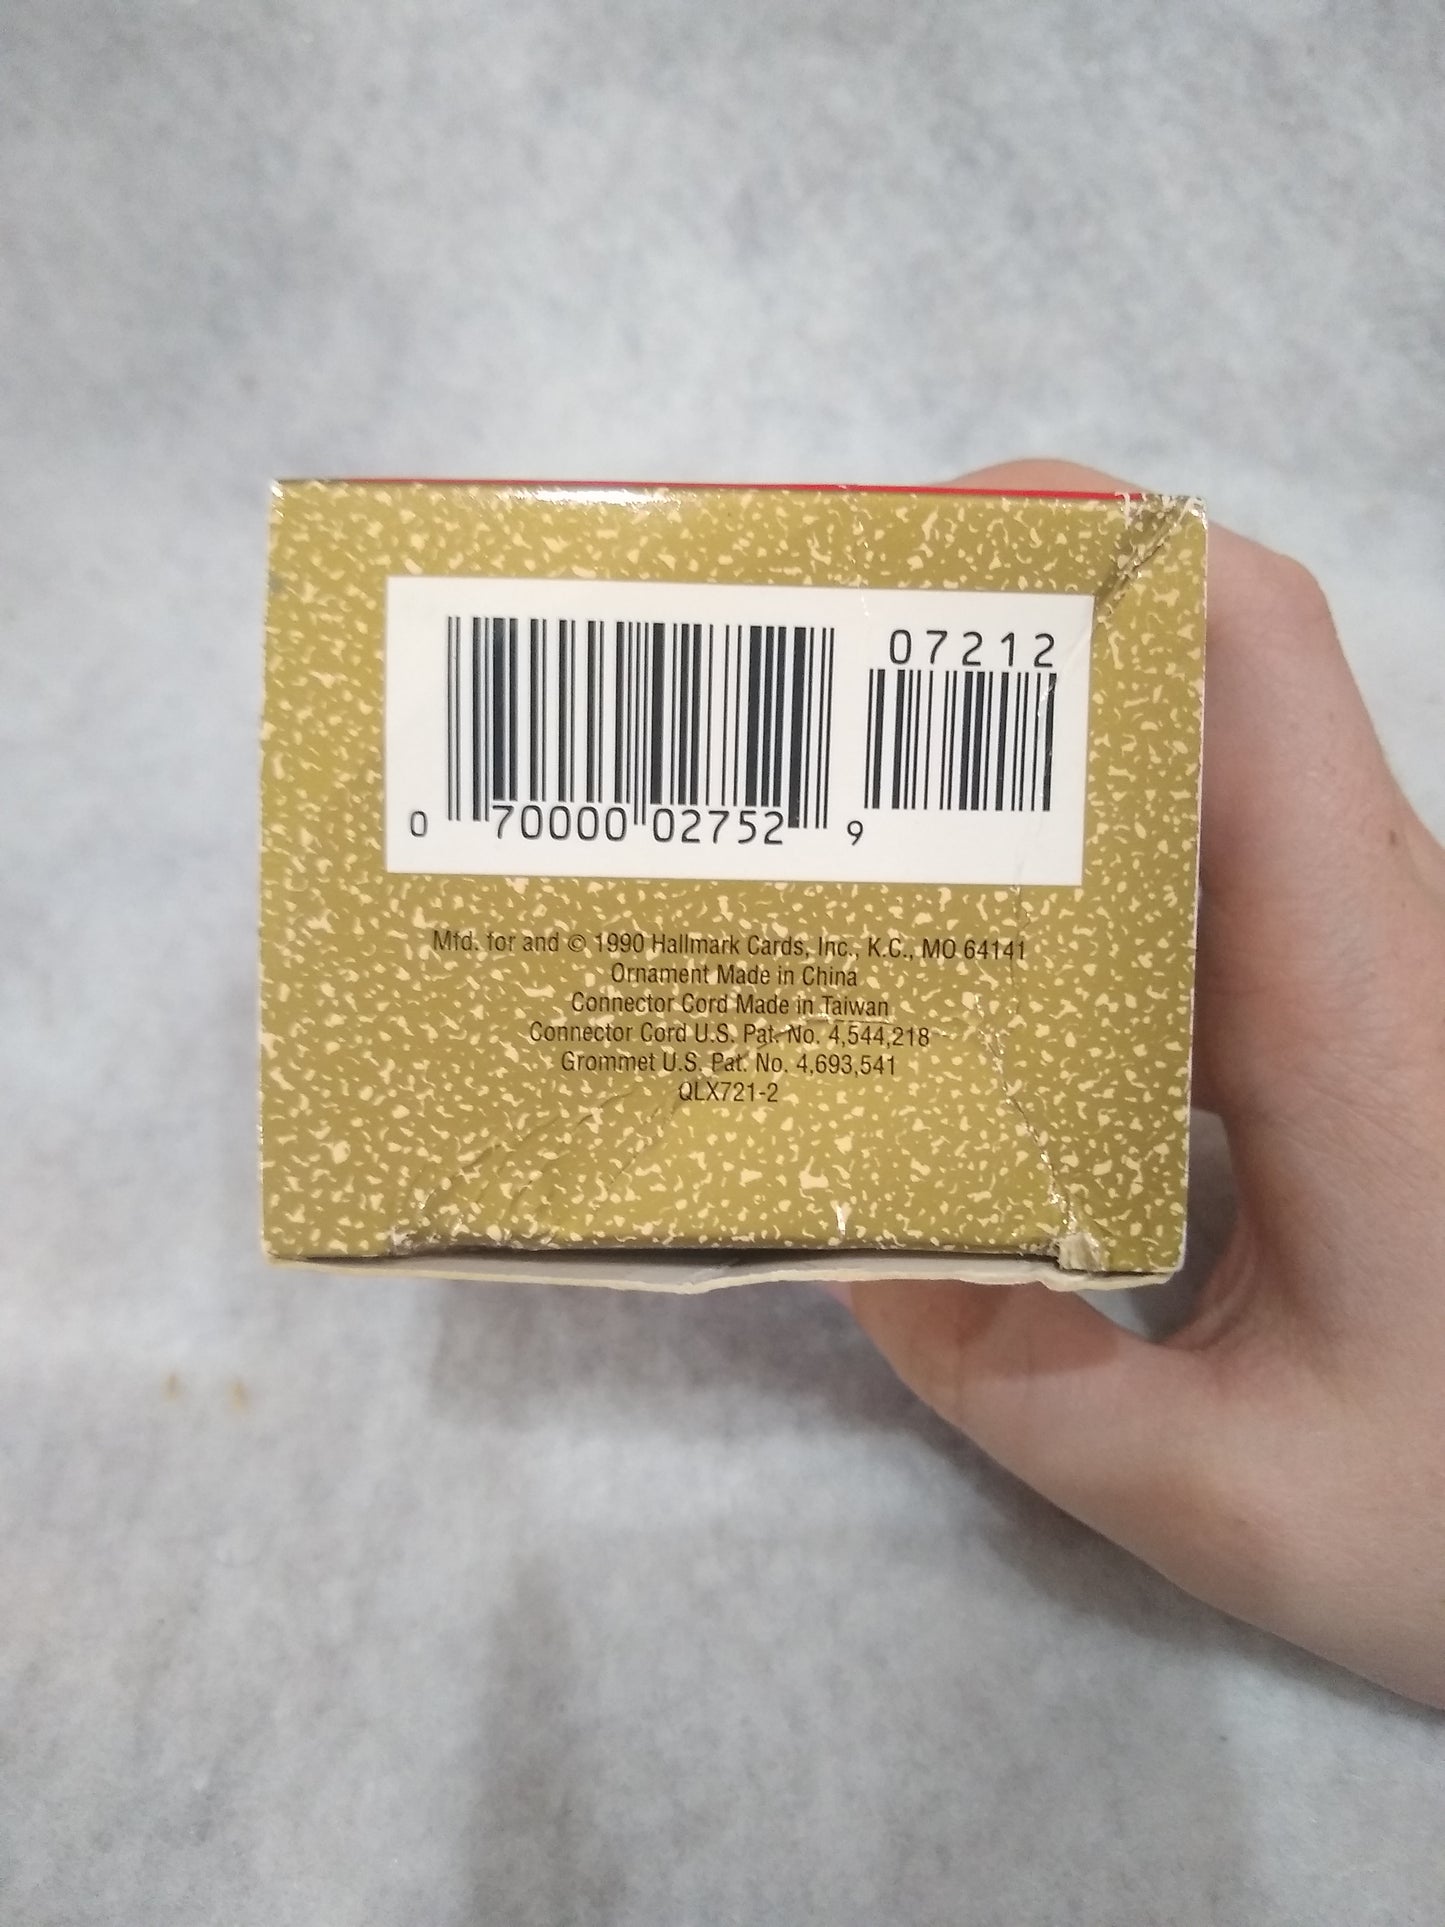 07212
0 70000 02752 9
Mfd. for and © 1990 Hallmark Cards, Inc., K.C., MO 64141
Ornament Made in China
Connector Cord Made in Taiwan
Connector Cord U.S. Pat. No. 4,544,218
Grommet U.S. Pat. No. 4,693,541
QLX721-2